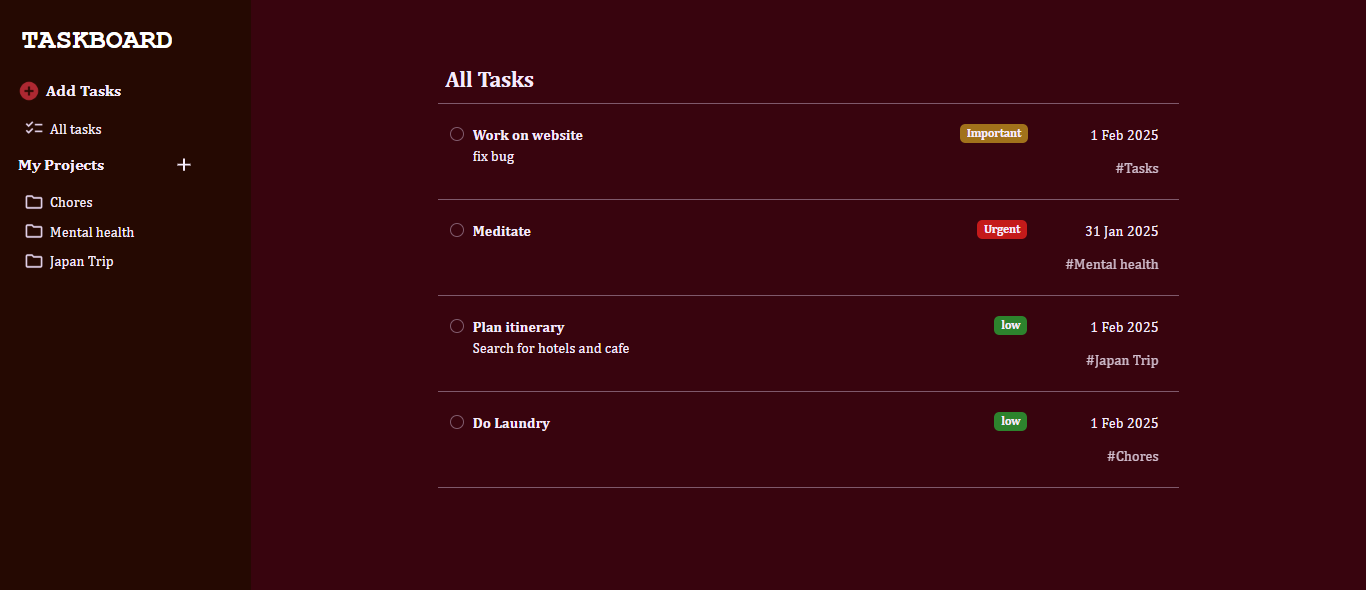 TASKBOARD
Add Tasks
All tasks
My Projects
Chores
Mental health
Japan Trip
All Tasks
Work on website Important 1 Feb 2025
fix bug
#Tasks
Meditate Urgent 31 Jan 2025
#Mental health
Plan itinerary low 1 Feb 2025
Search for hotels and cafe
#Japan Trip
Do Laundry low 1 Feb 2025
#Chores